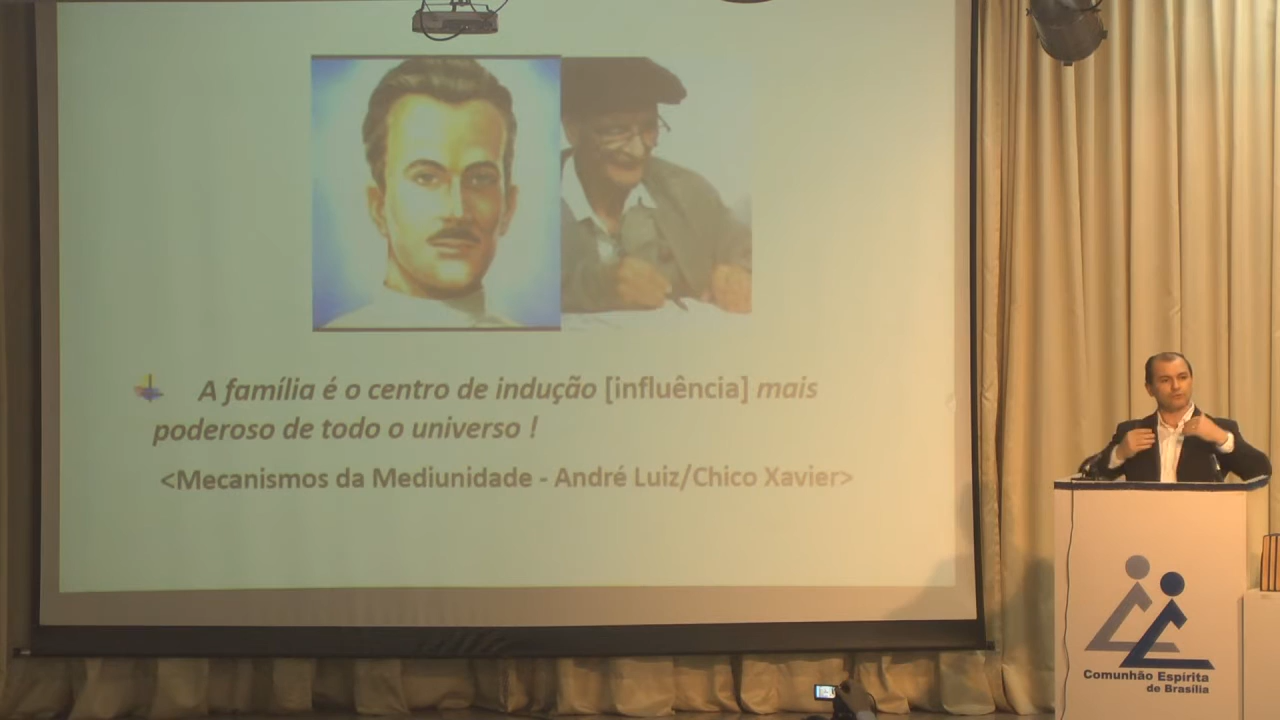 A família é o centro de indução [influência] mais
poderoso de todo o universo !
<Mecanismos da Mediunidade - André Luiz/Chico Xavier>
Comunhão Espírita
de Brasília